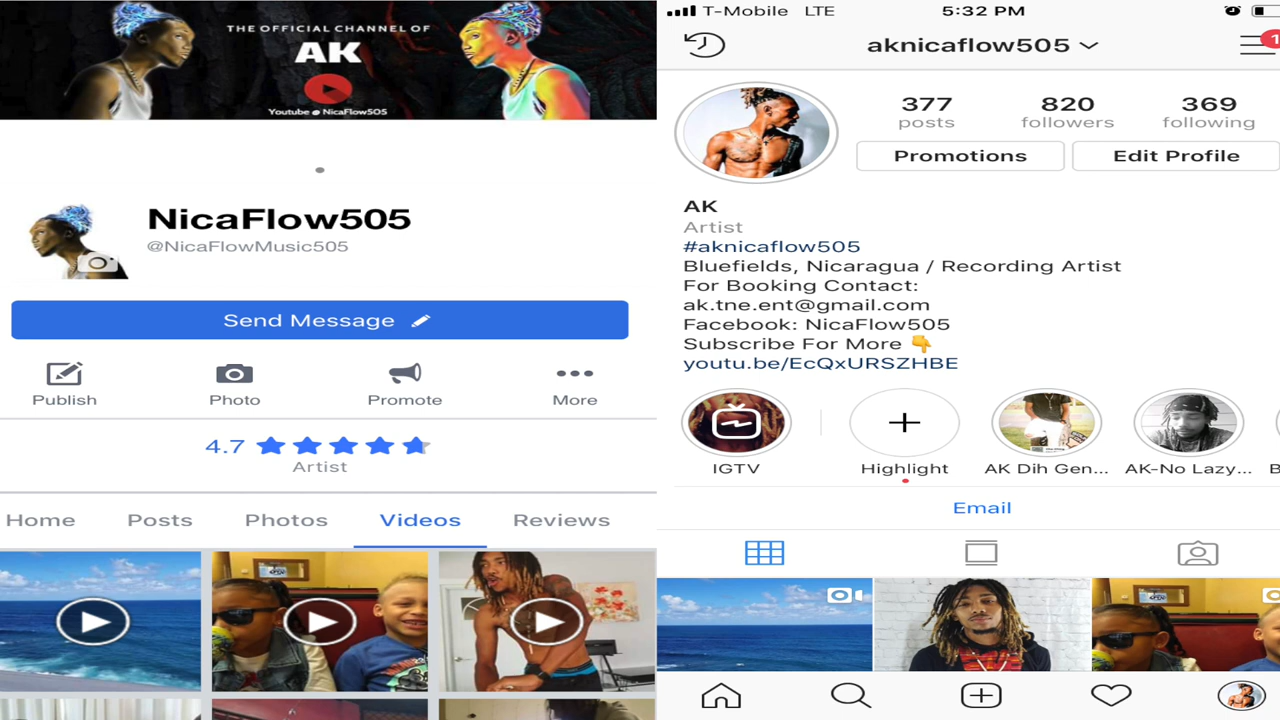 THE OFFICIAL CHANNEL OF
AK
Youtube @ NicaFlow505
NicaFlow505
@NicaFlowMusic505
Send Message
Publish
Photo
Promote
More
4.7
Artist
Home
Posts
Photos
Videos
Reviews
T-Mobile LTE
5:32 PM
aknicaflow505
1
377
posts
820
followers
369
following
Promotions
Edit Profile
AK
Artist
#aknicaflow505
Bluefields, Nicaragua / Recording Artist
For Booking Contact:
ak.tne.ent@gmail.com
Facebook: NicaFlow505
Subscribe For More 👇
youtu.be/EcQxURSZHBE
IGTV
Highlight
AK Dih Gen...
AK-No Lazy...
Email